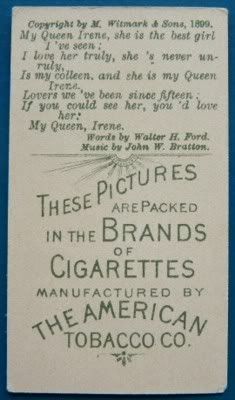 Copyright by M. Witmark & Sons, 1899.
My Queen Irene, she is the best girl
I 've seen;
I love her truly, she 's never un-
ruly,
Is my colleen, and she is my Queen
Irene.
Lovers we 've been since fifteen;
If you could see her, you 'd love
her;
My Queen, Irene.
Words by Walter H. Ford.
Music by John W. Bratton.
THESE PICTURES
ARE PACKED
IN THE BRANDS
OF
CIGARETTES
MANUFACTURED BY
THE AMERICAN
TOBACCO CO.